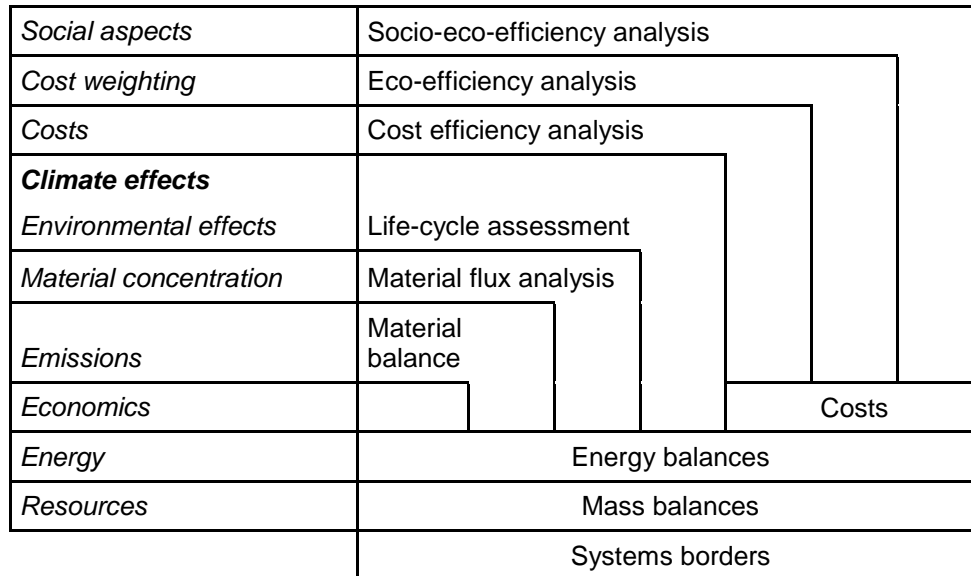 Social aspects Socio-eco-efficiency analysis
Cost weighting Eco-efficiency analysis
Costs Cost efficiency analysis
Climate effects
Environmental effects Life-cycle assessment
Material concentration Material flux analysis
Material
Emissions balance
Economics Costs
Energy Energy balances
Resources Mass balances
Systems borders